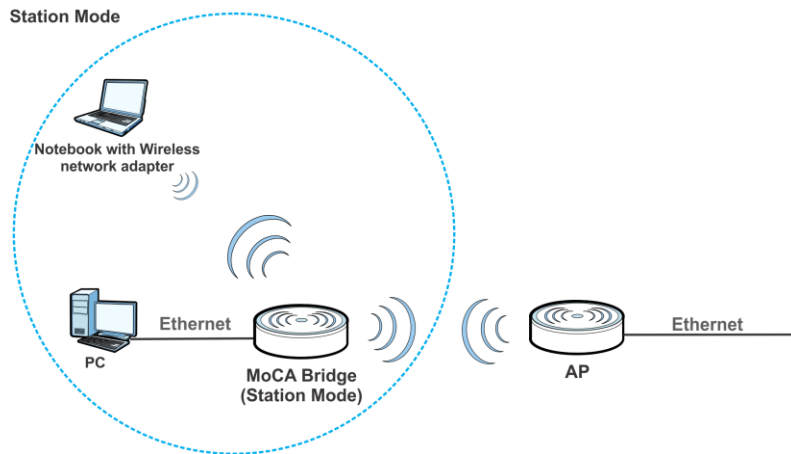 Station Mode
Notebook with Wireless
network adapter
Ethernet
Ethernet
PC
MoCA Bridge
(Station Mode)
AP